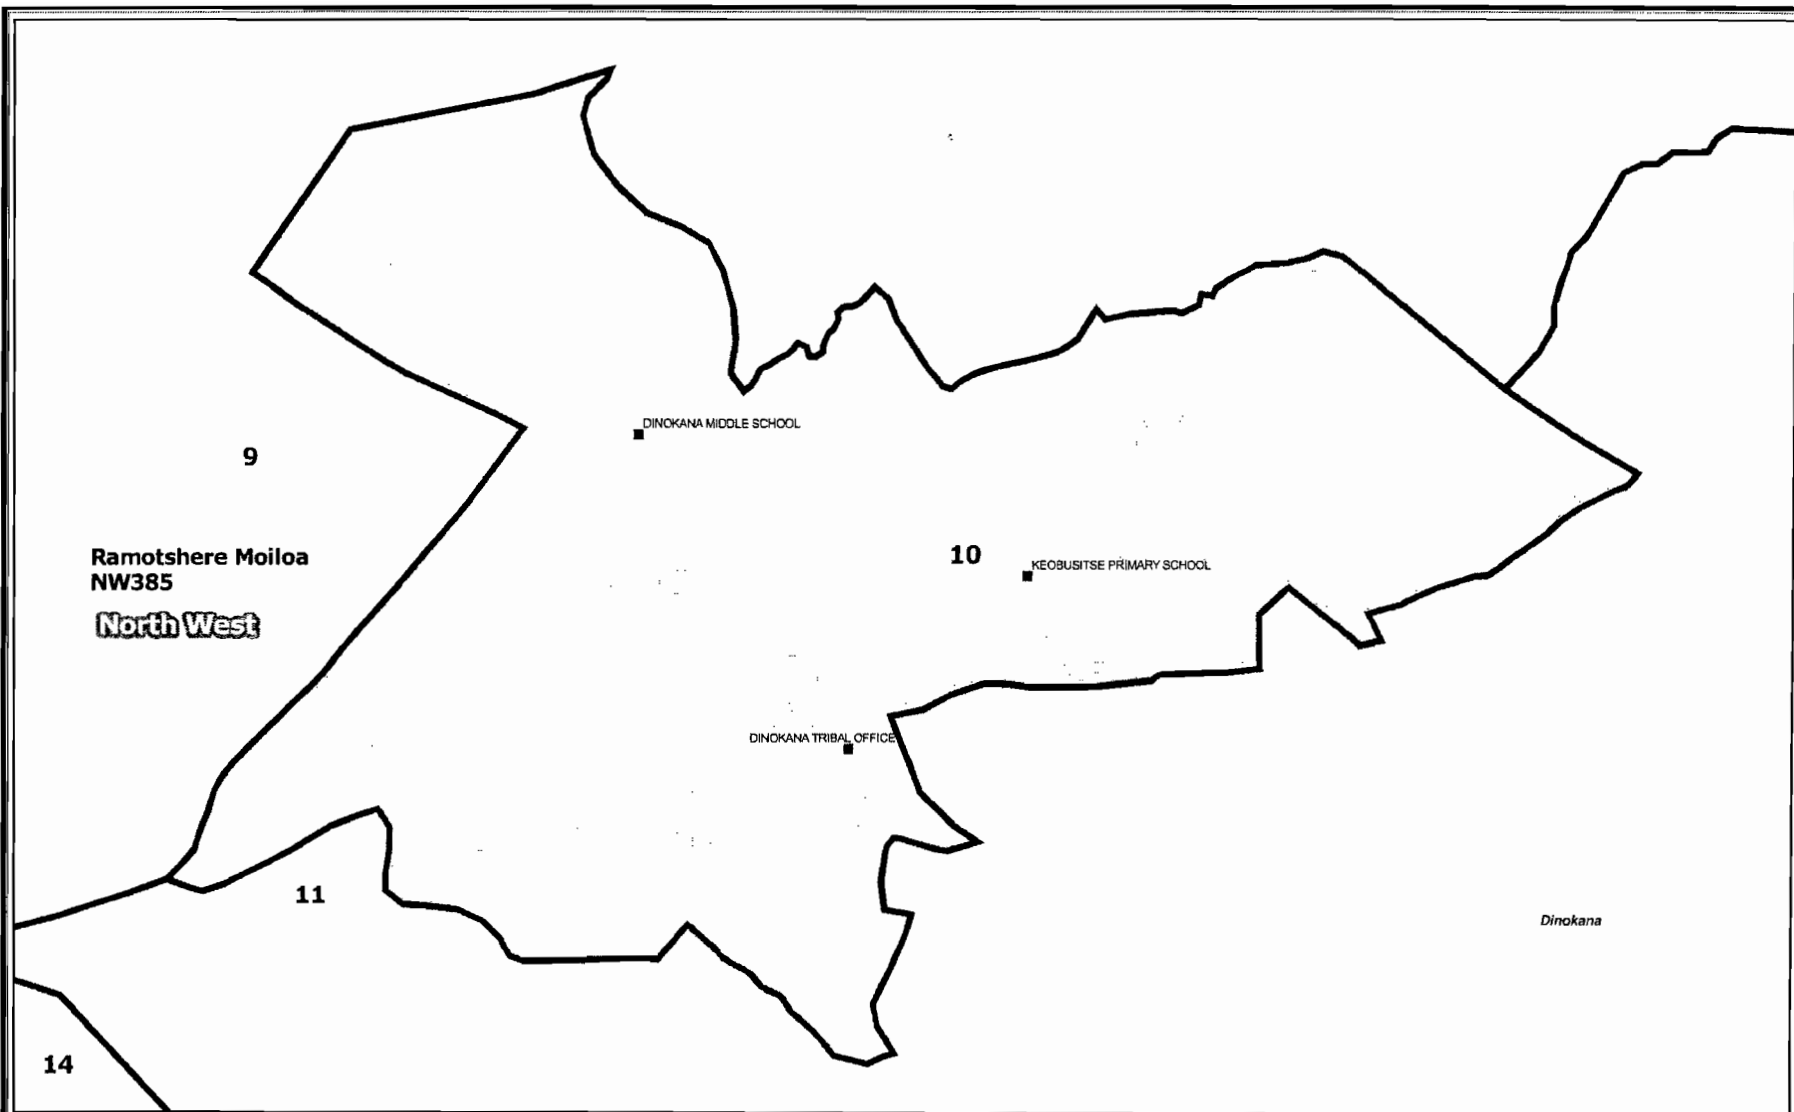 DINOKANA MIDDLE SCHOOL
9
Ramotshere Moiloa
NW385
North West
10
KEOBUSITSE PRIMARY SCHOOL
DINOKANA TRIBAL OFFICE
11
Dinokana
14